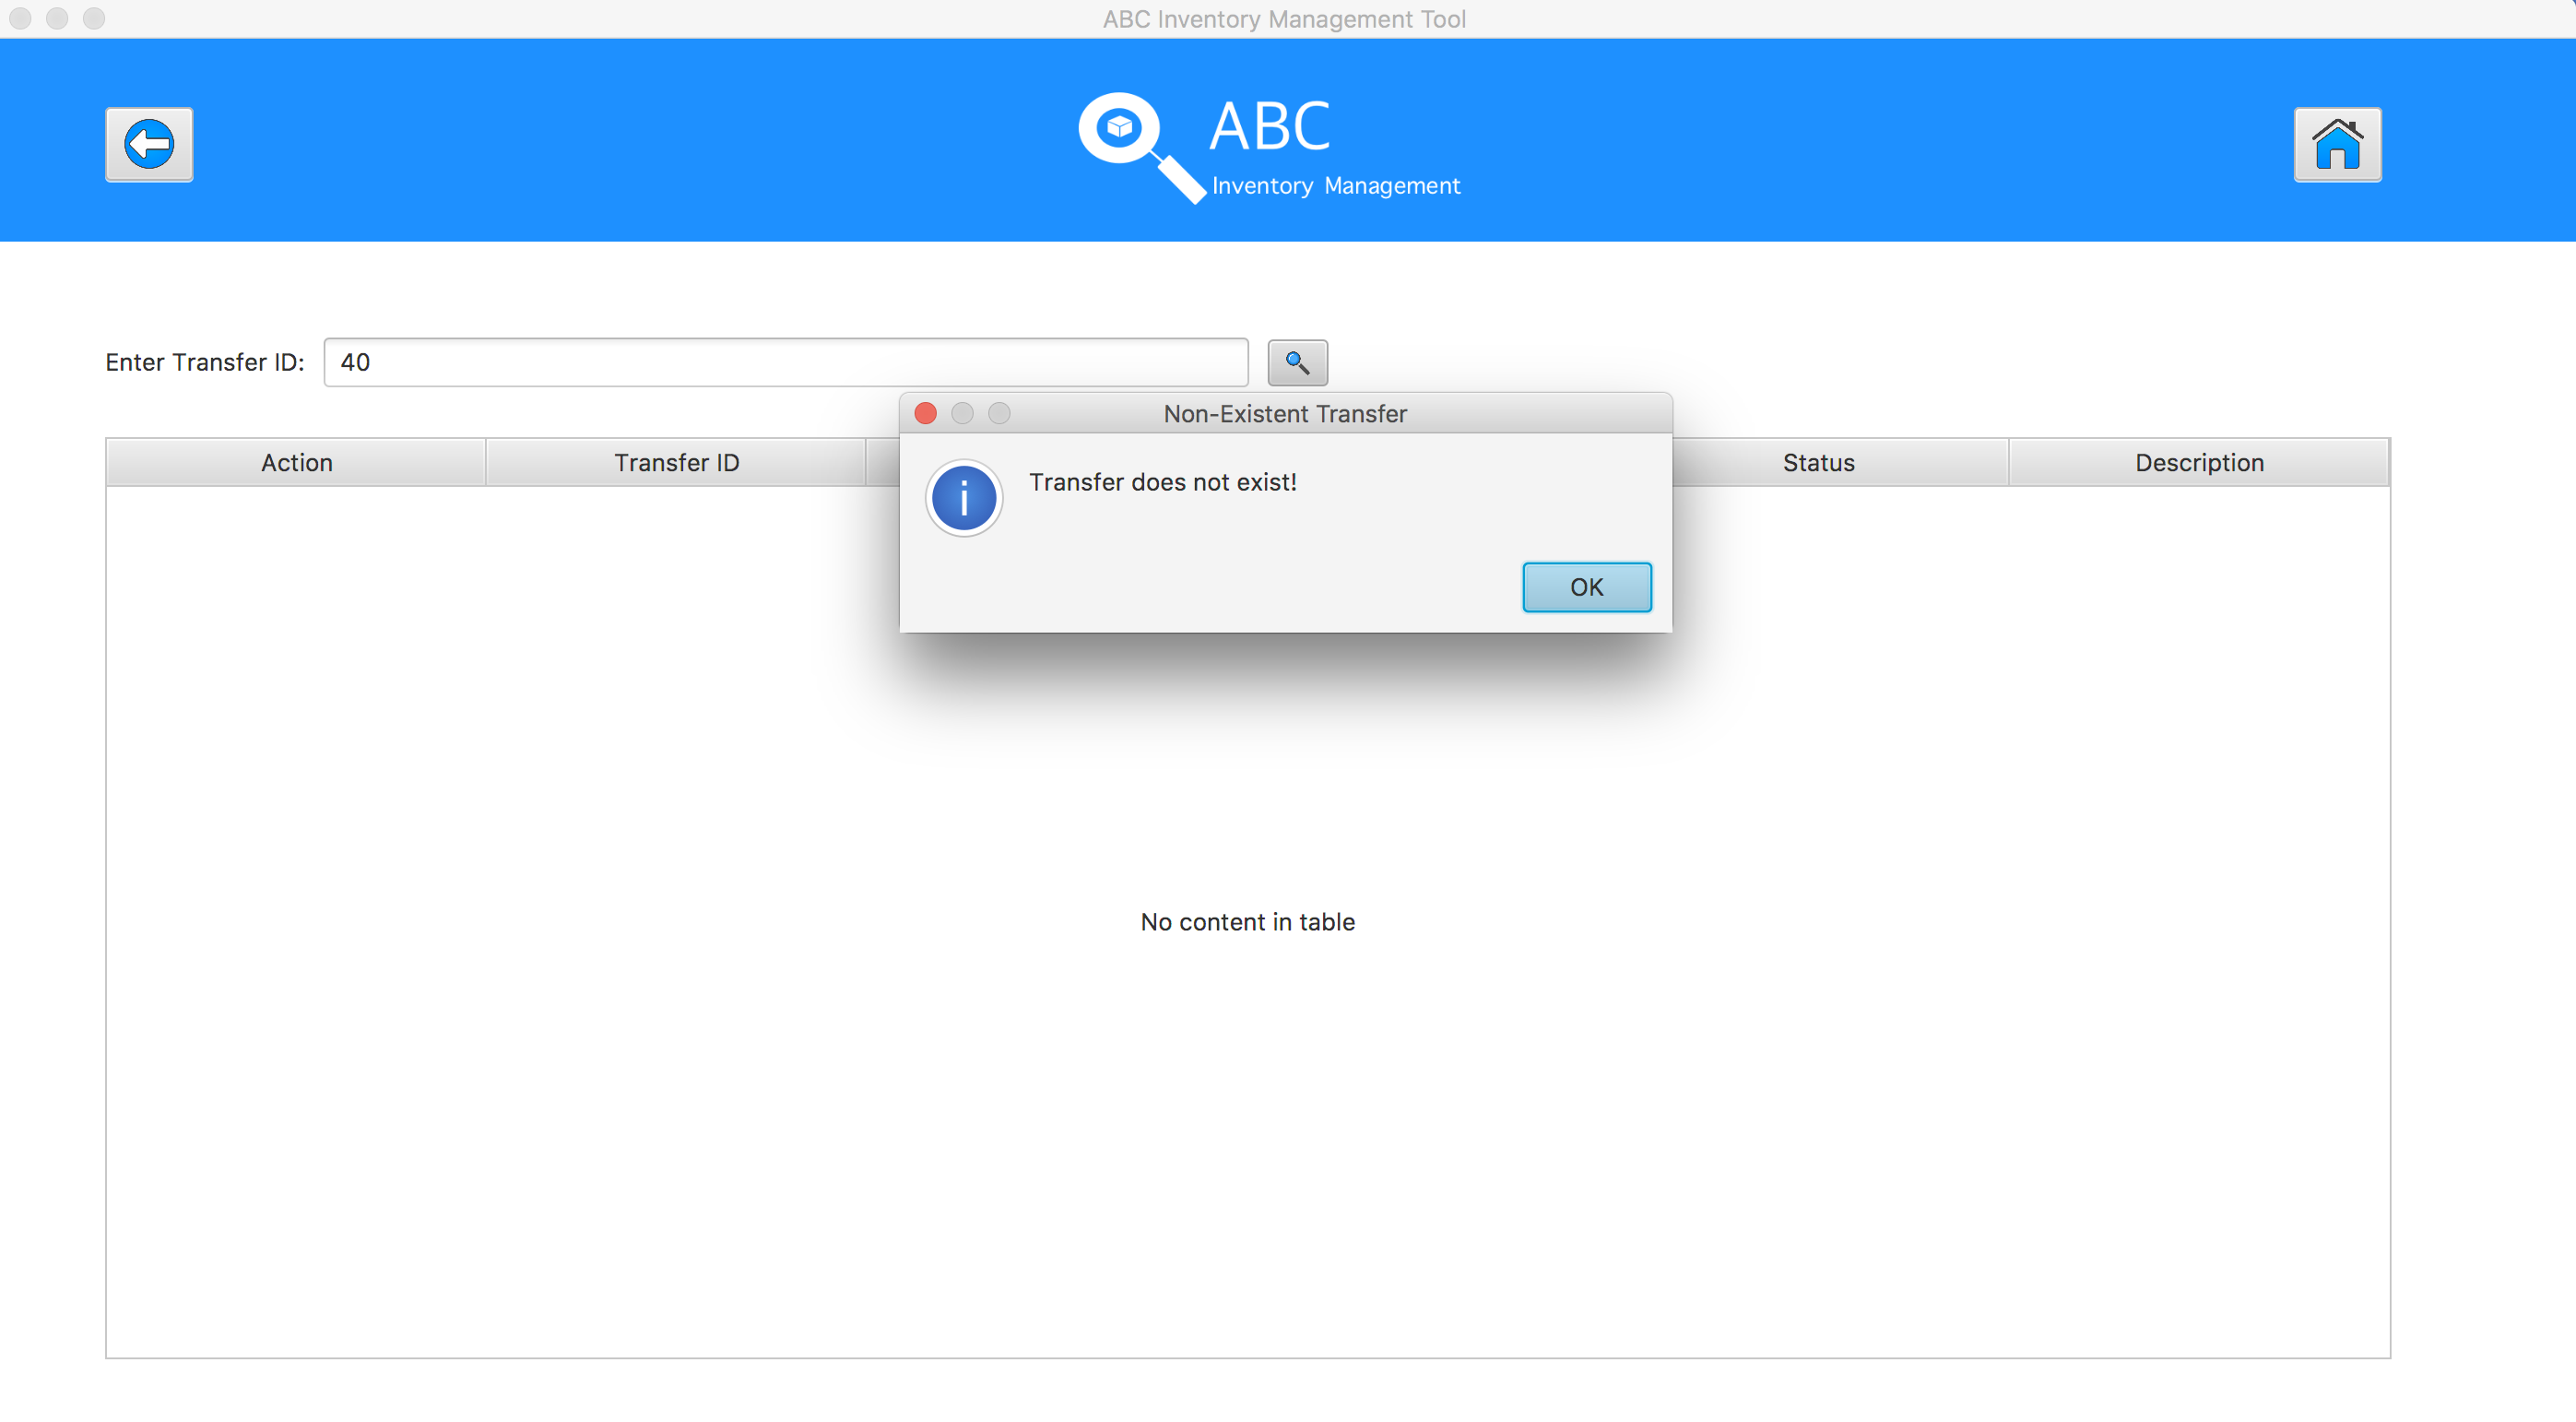 ABC Inventory Management Tool
ABC
Inventory Management
Enter Transfer ID: 40
Non-Existent Transfer
Transfer does not exist!
OK
Action Transfer ID Status Description
No content in table